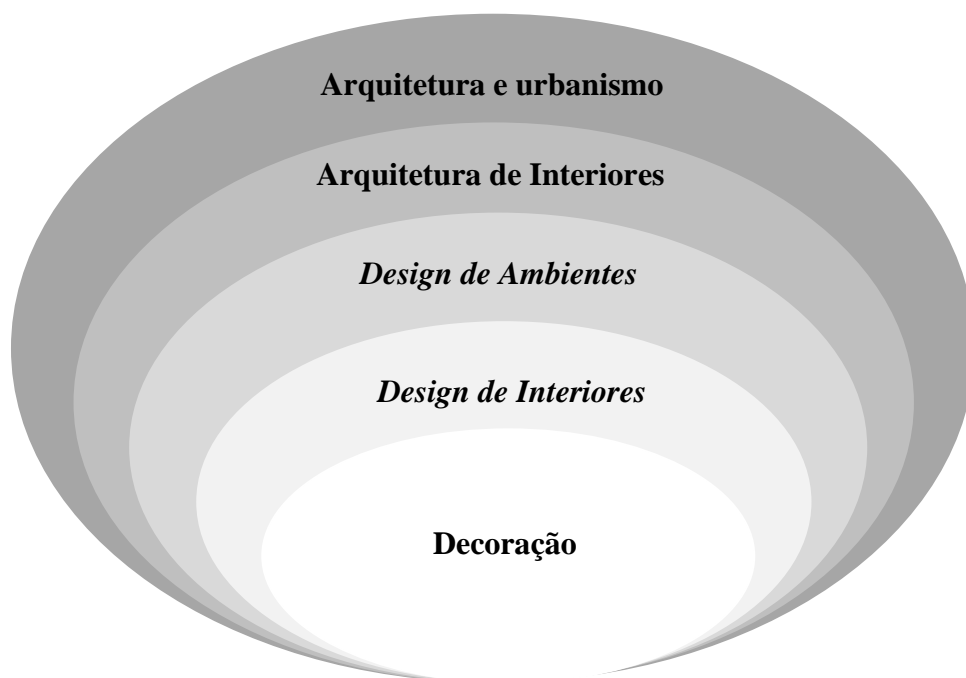 Arquitetura e urbanismo
Arquitetura de Interiores
Design de Ambientes
Design de Interiores
Decoração